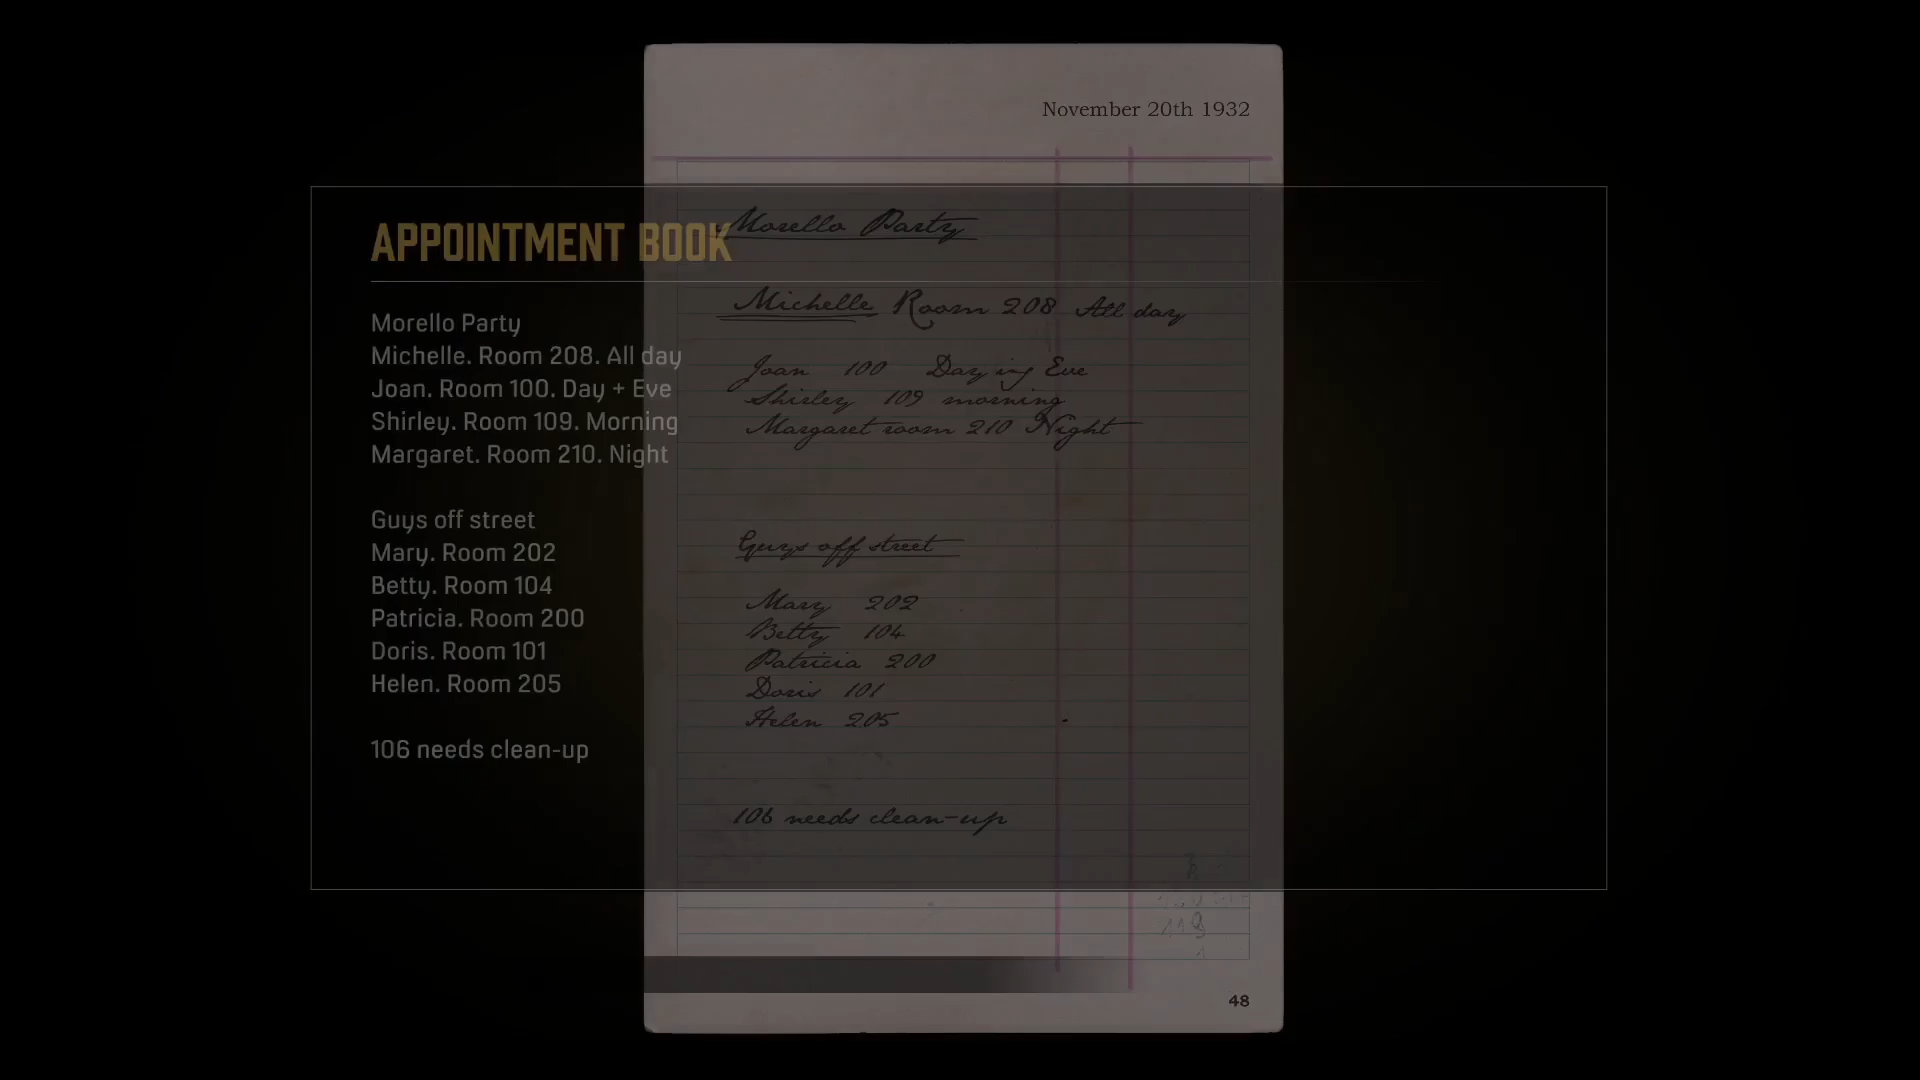 November 20th 1932
APPOINTMENT BOOK
Morello Party
Michelle. Room 208. All day
Joan. Room 100. Day + Eve
Shirley. Room 109. Morning
Margaret. Room 210. Night
Guys off street
Mary. Room 202
Betty. Room 104
Patricia. Room 200
Doris. Room 101
Helen. Room 205
106 needs clean-up
Morello Party
Michelle Room 208 All day
Joan 100 Day Eve
Shirley 109 morning
Margaret room 210 Night
Guys off street
Mary 202
Betty 104
Patricia 200
Doris 101
Helen 205
106 needs clean-up
48